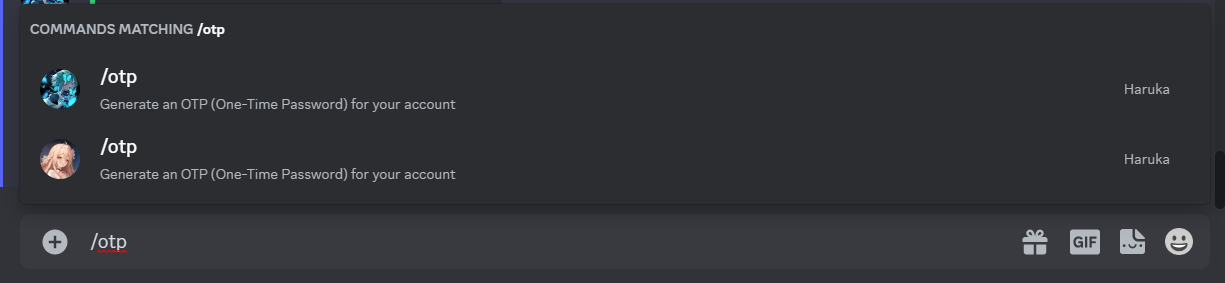 COMMANDS MATCHING /otp
/otp
Generate an OTP (One-Time Password) for your account
Haruka
/otp
Generate an OTP (One-Time Password) for your account
Haruka
/otp
GIF